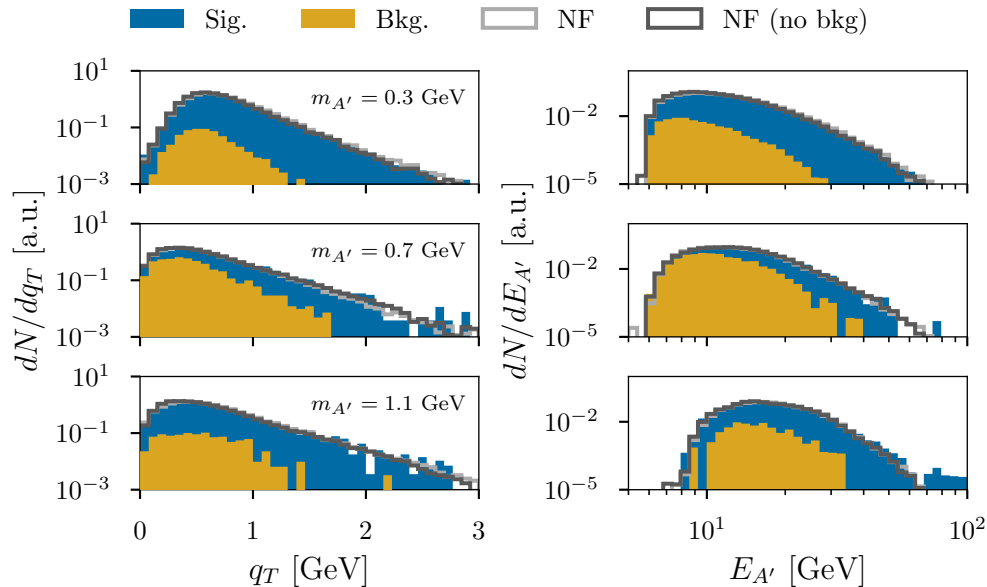 Sig. Bkg. NF NF (no bkg)
10^1
10^{-1}
10^{-3}
m_{A'} = 0.3 GeV
10^{-2}
10^{-5}
dN/dq_T [a.u.]
10^1
10^{-1}
10^{-3}
m_{A'} = 0.7 GeV
dN/dE_{A'} [a.u.]
10^{-2}
10^{-5}
10^1
10^{-1}
10^{-3}
m_{A'} = 1.1 GeV
10^{-2}
10^{-5}
0 1 2 3
10^1 10^2
q_T [GeV]
E_{A'} [GeV]